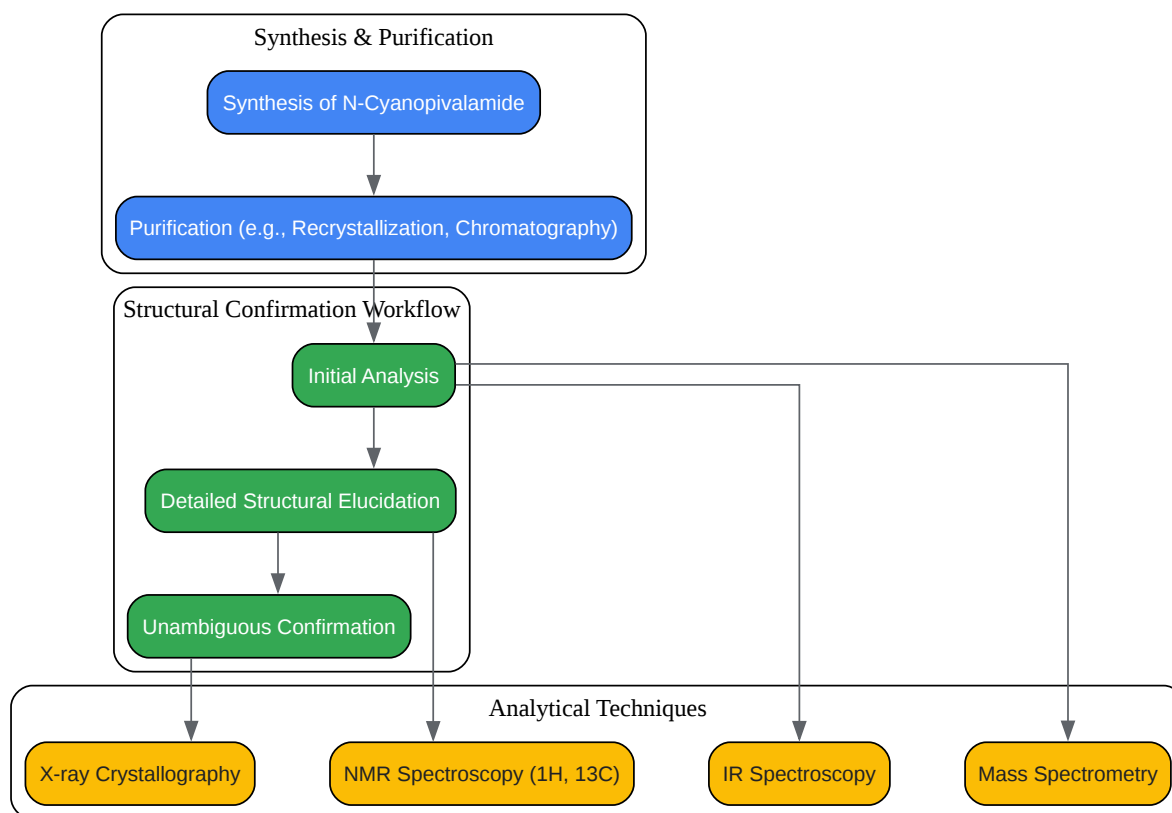 Synthesis & Purification
Synthesis of N-Cyanopivalamide
Purification (e.g., Recrystallization, Chromatography)
Structural Confirmation Workflow
Initial Analysis
Detailed Structural Elucidation
Unambiguous Confirmation
Analytical Techniques
X-ray Crystallography
NMR Spectroscopy (1H, 13C)
IR Spectroscopy
Mass Spectrometry